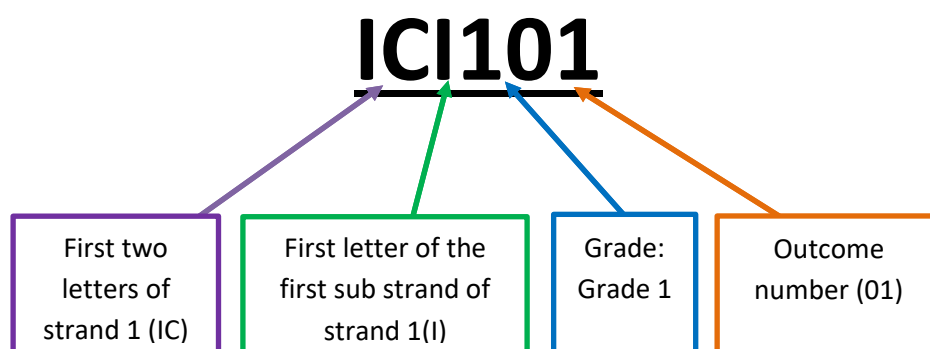 ICI101
First two
letters of
strand 1 (IC)
First letter of the
first sub strand of
strand 1(I)
Grade:
Grade 1
Outcome
number (01)